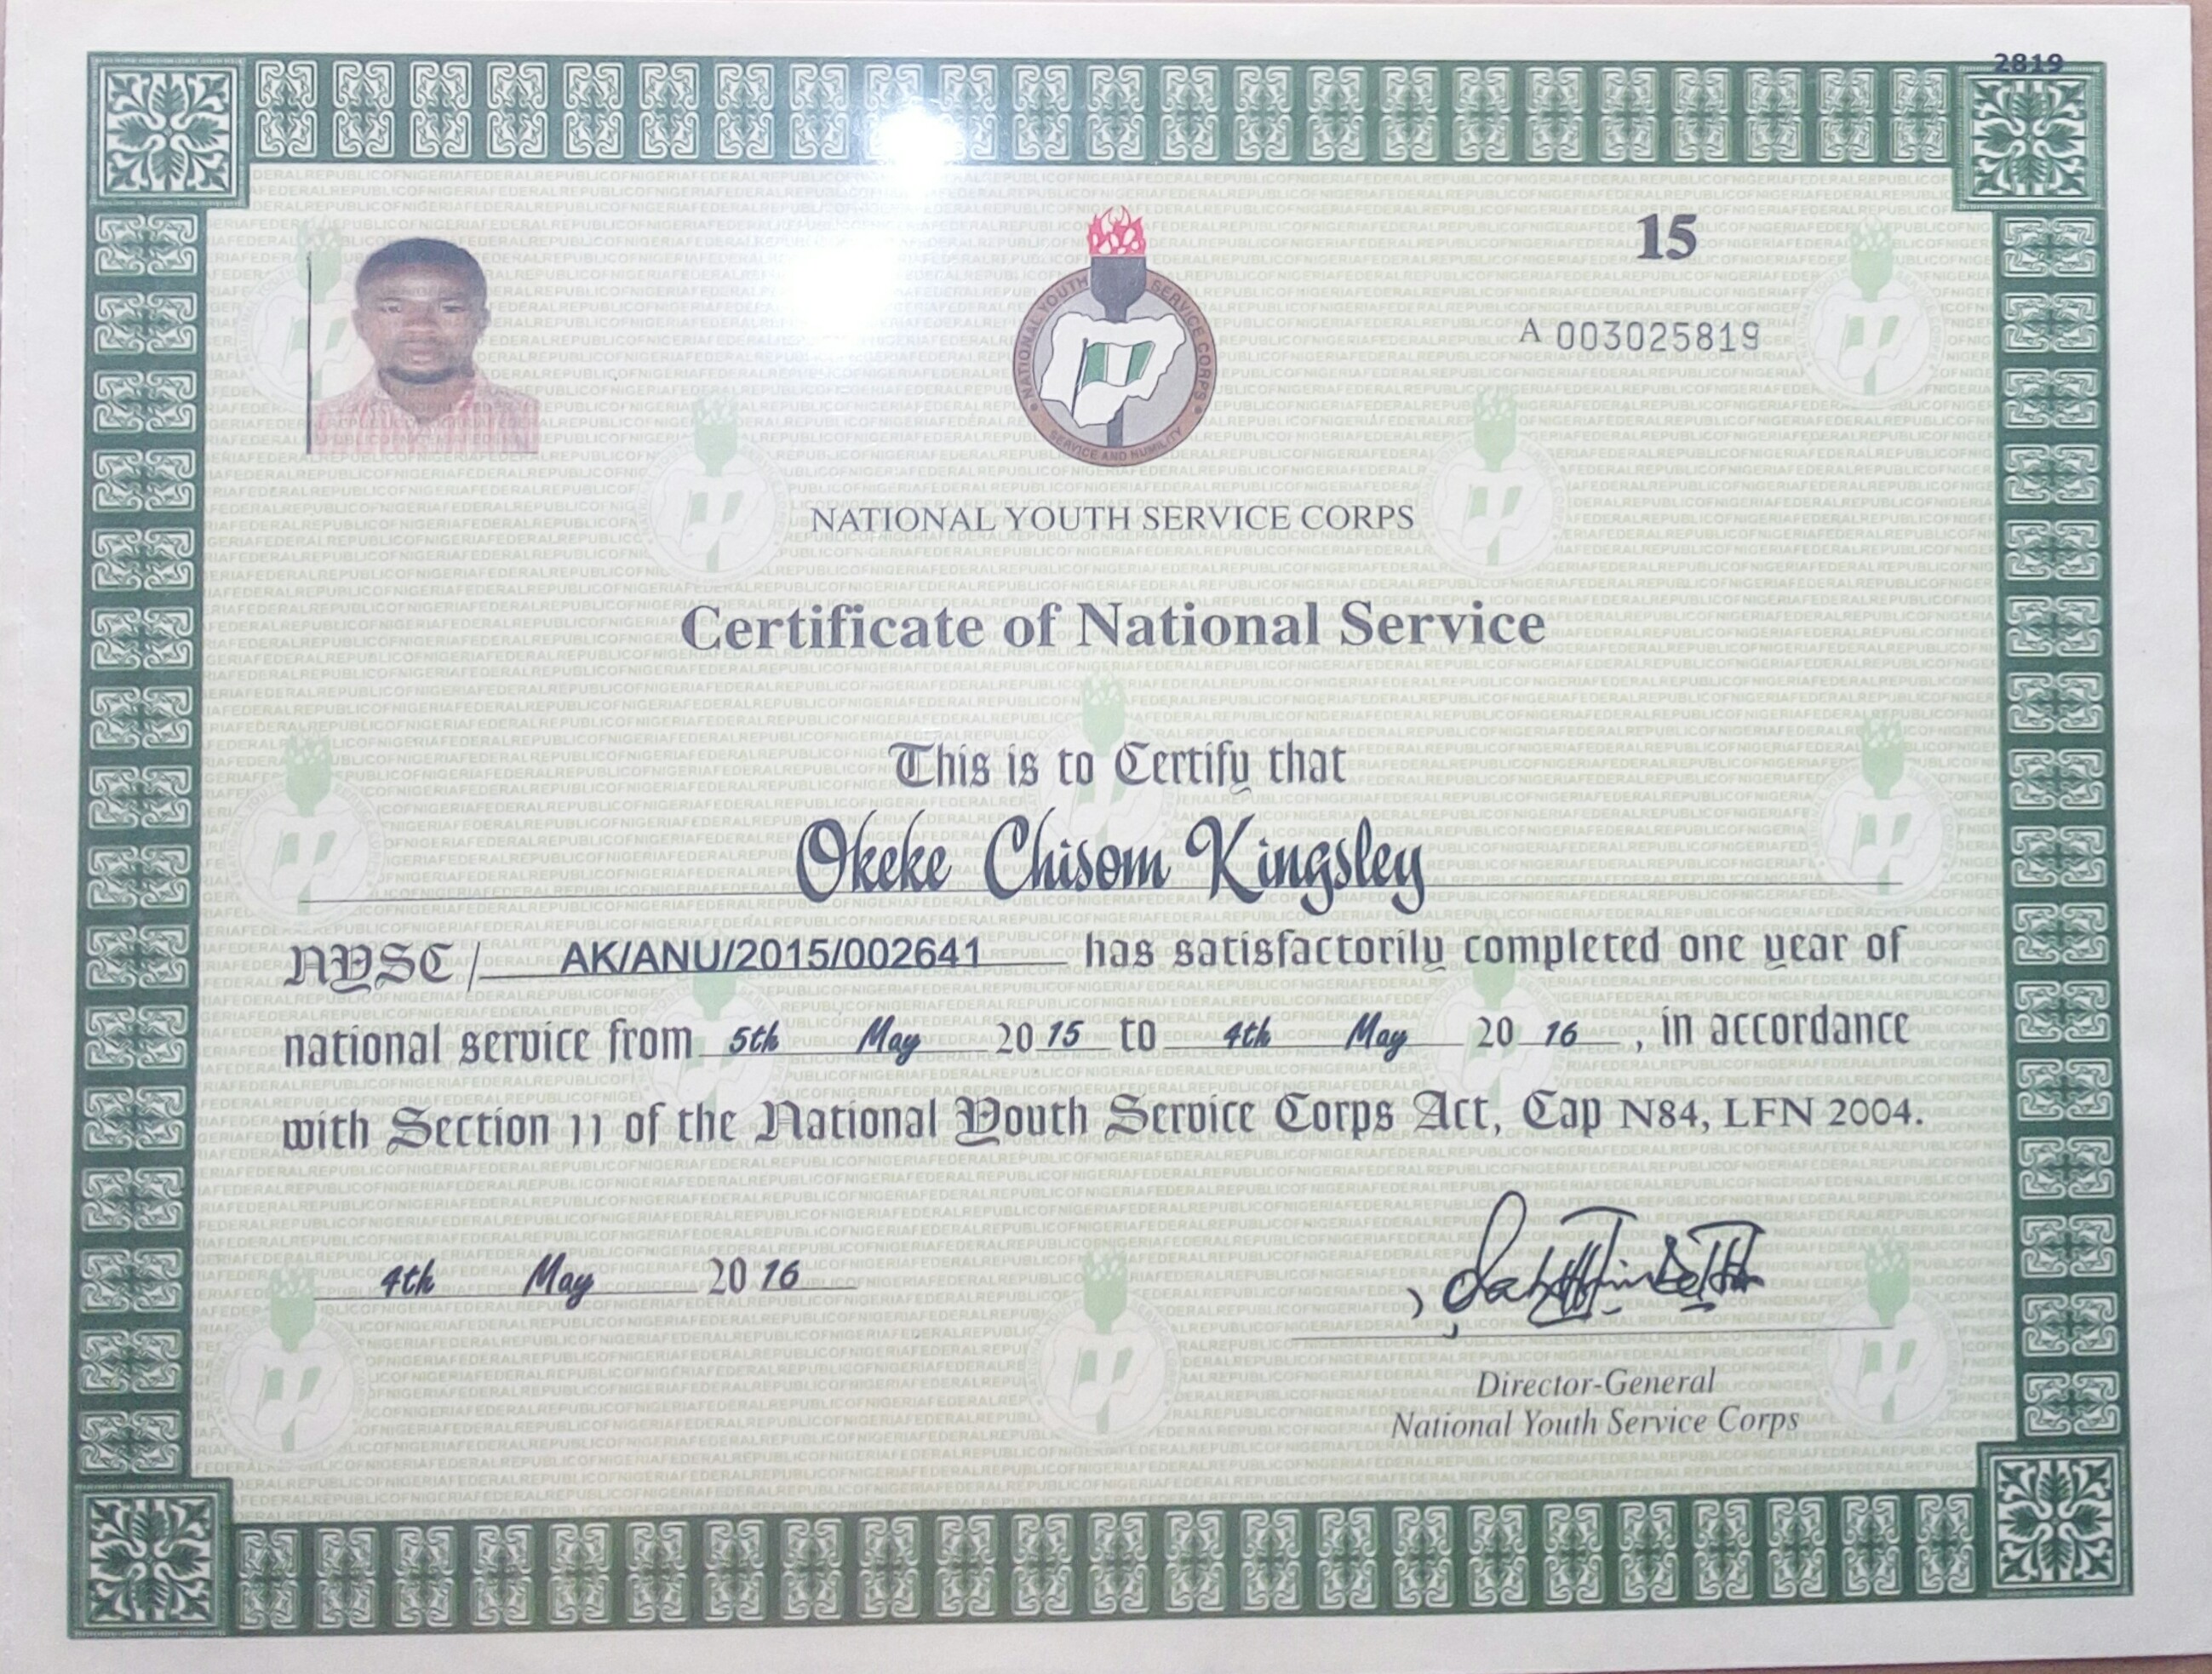 2819
15
A 003025819
NATIONAL YOUTH SERVICE CORPS
SERVICE AND HUMILITY
NATIONAL YOUTH SERVICE CORPS
Certificate of National Service
This is to Certify that
Okeke Chisom Kingsley
NYSC/ AK/ANU/2015/002641 has satisfactorily completed one year of
national service from 5th May 2015 to 4th May 2016, in accordance
with Section 11 of the National Youth Service Corps Act, Cap N84, LFN 2004.
4th May 2016
Director-General
National Youth Service Corps